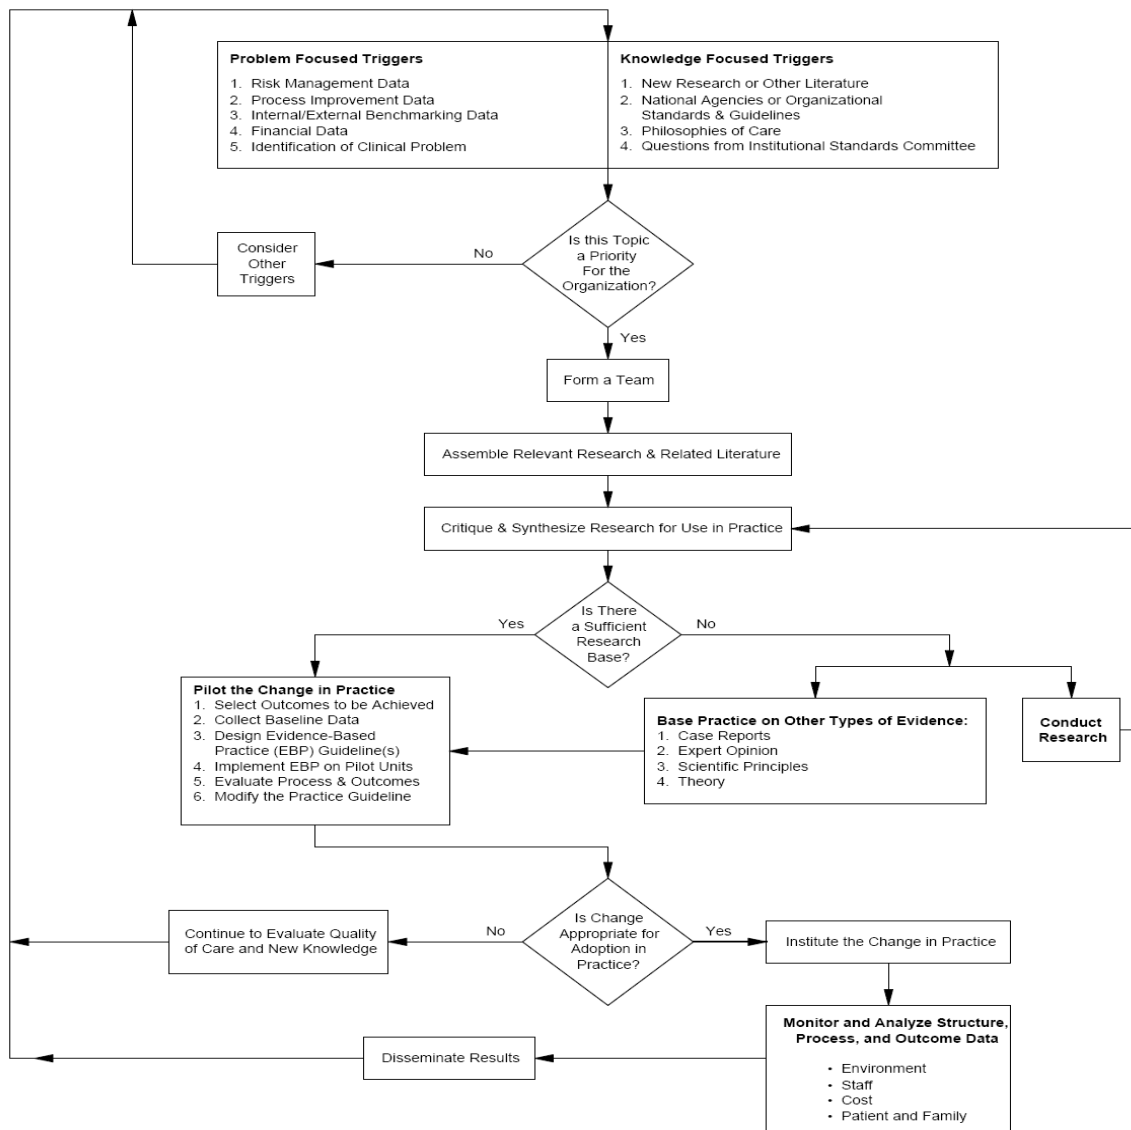 Problem Focused Triggers
1. Risk Management Data
2. Process Improvement Data
3. Internal/External Benchmarking Data
4. Financial Data
5. Identification of Clinical Problem
Knowledge Focused Triggers
1. New Research or Other Literature
2. National Agencies or Organizational
Standards & Guidelines
3. Philosophies of Care
4. Questions from Institutional Standards Committee
Consider
Other
Triggers
No
Is this Topic
a Priority
For the
Organization?
Yes
Form a Team
Assemble Relevant Research & Related Literature
Critique & Synthesize Research for Use in Practice
Yes
Is There
a Sufficient
Research
Base?
No
Pilot the Change in Practice
1. Select Outcomes to be Achieved
2. Collect Baseline Data
3. Design Evidence-Based
Practice (EBP) Guideline(s)
4. Implement EBP on Pilot Units
5. Evaluate Process & Outcomes
6. Modify the Practice Guideline
Base Practice on Other Types of Evidence:
1. Case Reports
2. Expert Opinion
3. Scientific Principles
4. Theory
Conduct
Research
Continue to Evaluate Quality
of Care and New Knowledge
No
Is Change
Appropriate for
Adoption in
Practice?
Yes
Institute the Change in Practice
Monitor and Analyze Structure,
Process, and Outcome Data
• Environment
• Staff
• Cost
• Patient and Family
Disseminate Results